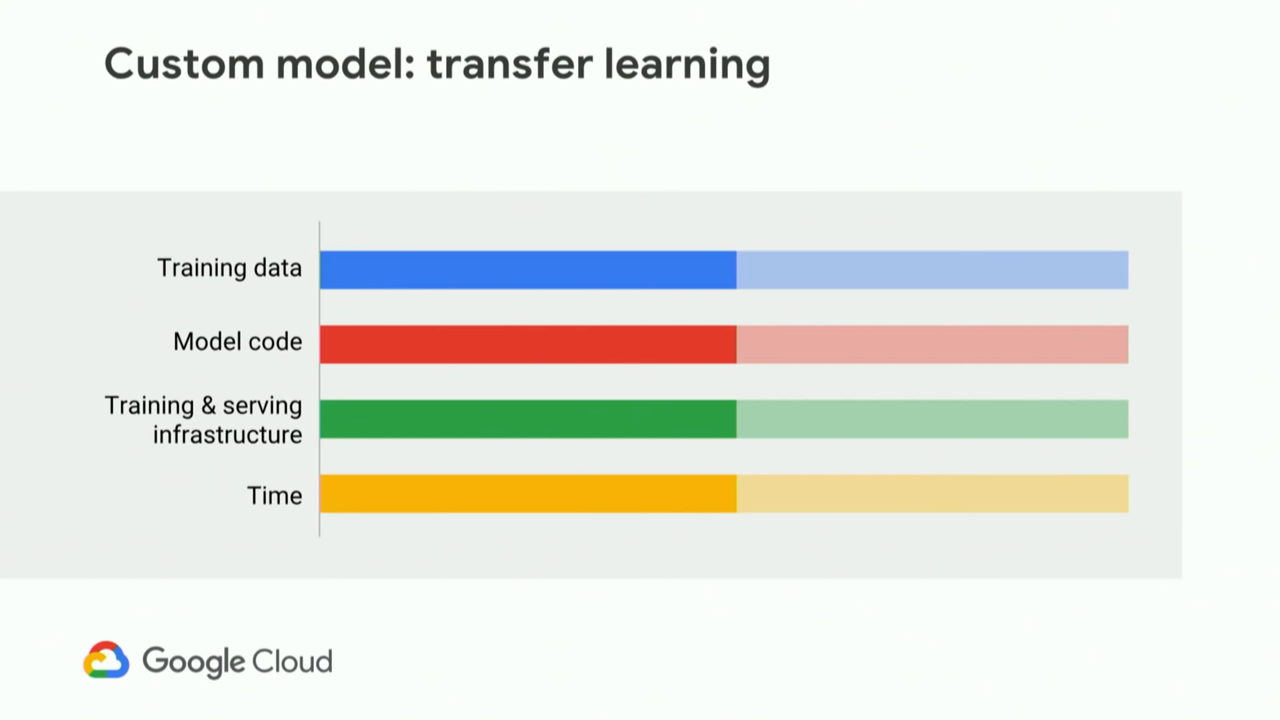 Custom model: transfer learning
Training data
Model code
Training & serving
infrastructure
Time
Google Cloud